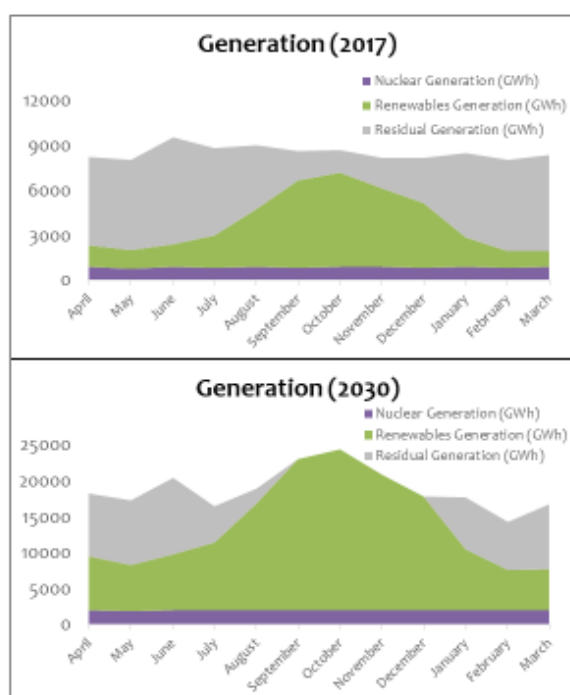 Generation (2017)
Nuclear Generation (GWh)
Renewables Generation (GWh)
Residual Generation (GWh)
12000
9000
6000
3000
0
April
May
June
July
August
September
October
November
December
January
February
March
Generation (2030)
Nuclear Generation (GWh)
Renewables Generation (GWh)
Residual Generation (GWh)
25000
20000
15000
10000
5000
0
April
May
June
July
August
September
October
November
December
January
February
March